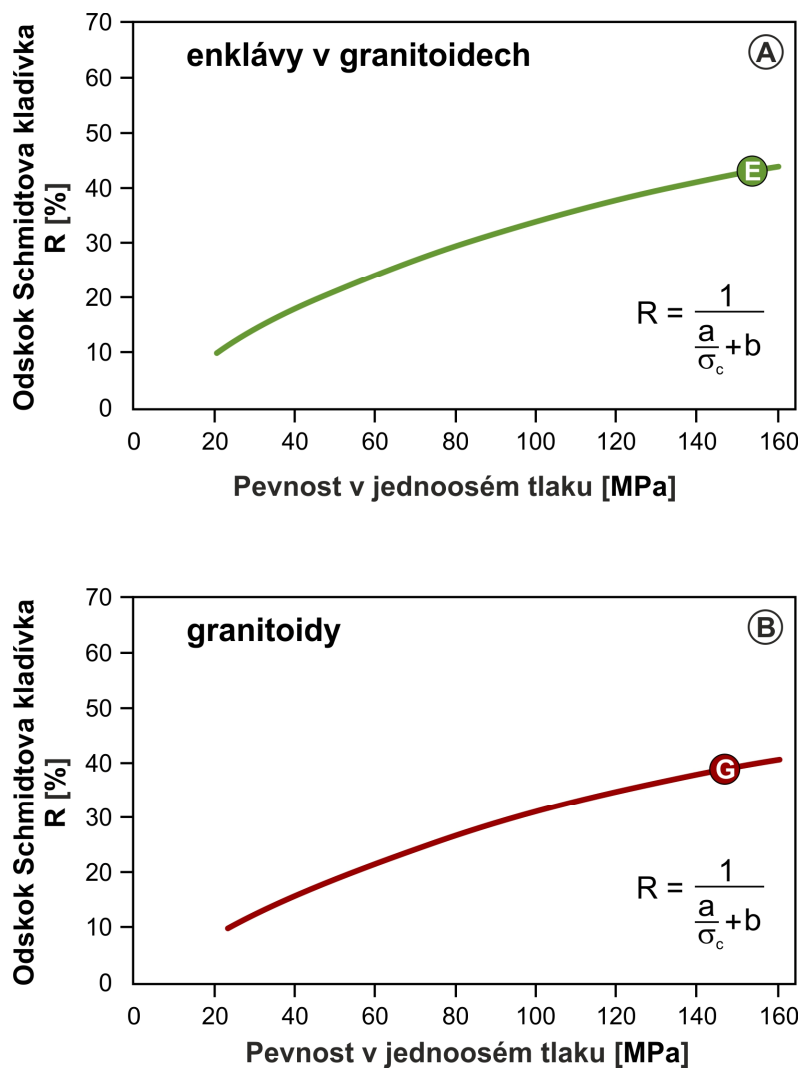 70
enklávy v granitoidech
A
60
50
40
30
20
10
0
Odskok Schmidtova kladívka
R [%]
E
R = 1
a
σc
+b
0 20 40 60 80 100 120 140 160
Pevnost v jednoosém tlaku [MPa]
70
granitoidy
B
60
50
40
30
20
10
0
Odskok Schmidtova kladívka
R [%]
G
R = 1
a
σc
+b
0 20 40 60 80 100 120 140 160
Pevnost v jednoosém tlaku [MPa]